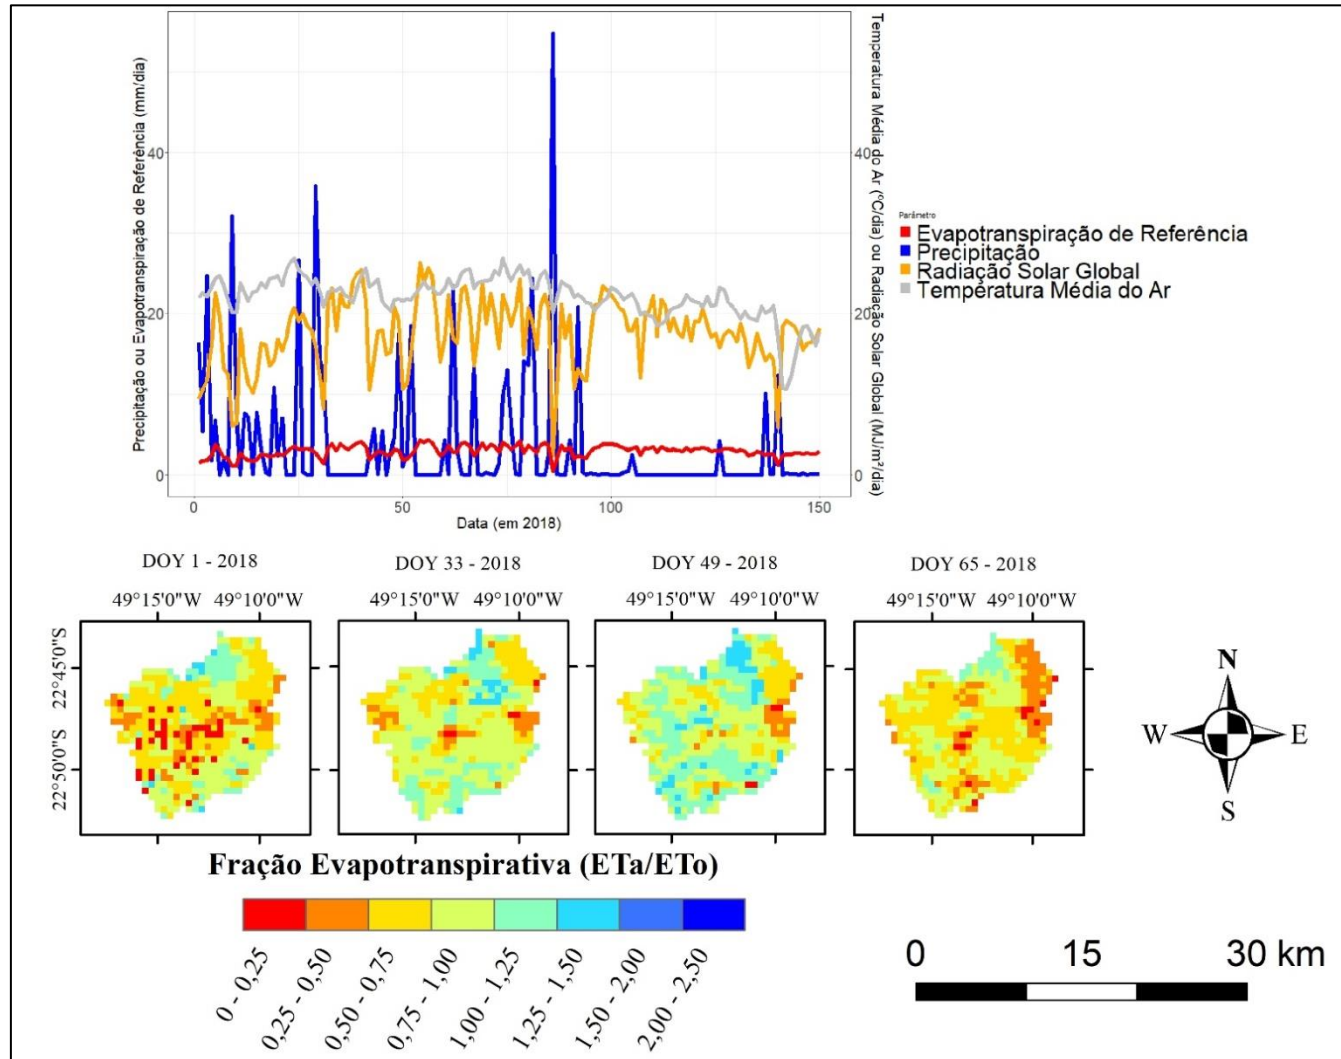 Precipitação ou Evapotranspiração de Referência (mm/dia)
40
20
0
0
50
100
150
Data (em 2018)
40
20
0
Temperatura Média do Ar (°C/dia) ou Radiação Solar Global (MJ/m²/dia)
Parâmetro
Evapotranspiração de Referência
Precipitação
Radiação Solar Global
Temperatura Média do Ar
DOY 1 - 2018
DOY 33 - 2018
DOY 49 - 2018
DOY 65 - 2018
49°15'0"W 49°10'0"W
49°15'0"W 49°10'0"W
49°15'0"W 49°10'0"W
49°15'0"W 49°10'0"W
22°45'0"S
22°50'0"S
N
W
E
S
Fração Evapotranspirativa (ETa/ETo)
0 - 0,25
0,25 - 0,50
0,50 - 0,75
0,75 - 1,00
1,00 - 1,25
1,25 - 1,50
1,50 - 2,00
2,00 - 2,50
0 15 30 km